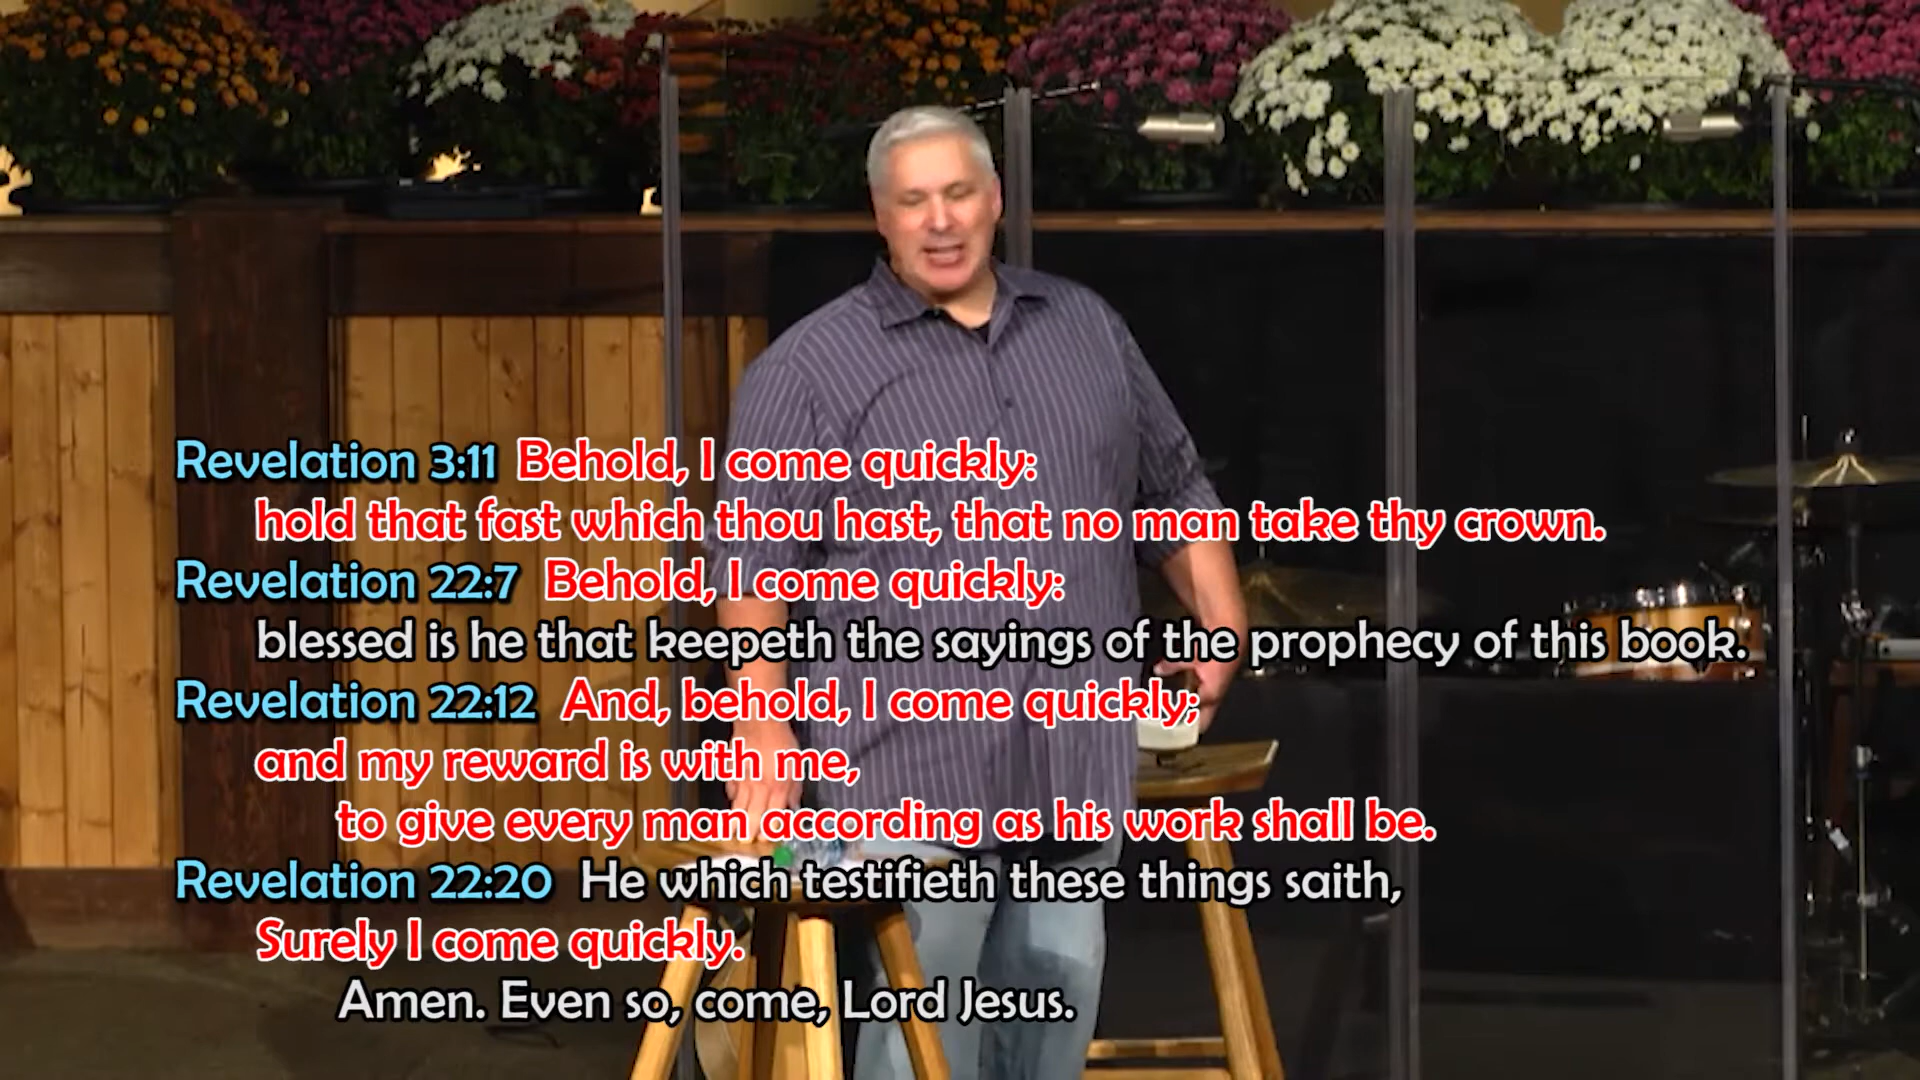 Revelation 3:11 Behold, I come quickly:
hold that fast which thou hast, that no man take thy crown.
Revelation 22:7 Behold, I come quickly:
blessed is he that keepeth the sayings of the prophecy of this book.
Revelation 22:12 And, behold, I come quickly;
and my reward is with me,
to give every man according as his work shall be.
Revelation 22:20 He which testifieth these things saith,
Surely I come quickly.
Amen. Even so, come, Lord Jesus.